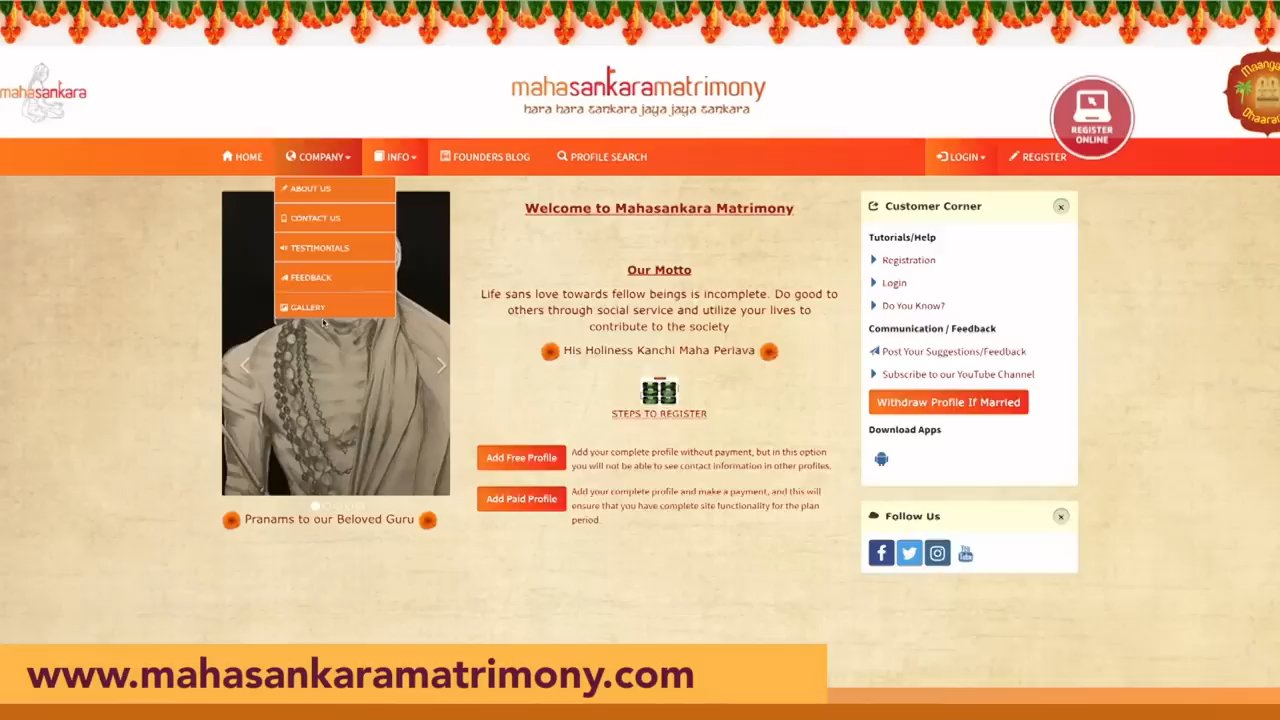 mahasankara
mahasankaramatrimony
hara hara sankara jaya jaya sankara
REGISTER
ONLINE
HOME
COMPANY
INFO
FOUNDERS BLOG
PROFILE SEARCH
LOGIN
REGISTER
ABOUT US
CONTACT US
TESTIMONIALS
FEEDBACK
GALLERY
Pranams to our Beloved Guru
Welcome to Mahasankara Matrimony
Our Motto
Life sans love towards fellow beings is incomplete. Do good to
others through social service and utilize your lives to
contribute to the society
His Holiness Kanchi Maha Periava
STEPS TO REGISTER
Add Free Profile
Add your complete profile without payment, but in this option
you will not be able to see contact information in other profiles.
Add Paid Profile
Add your complete profile and make a payment, and this will
ensure that you have complete site functionality for the plan
period.
Customer Corner
Tutorials/Help
Registration
Login
Do You Know?
Communication / Feedback
Post Your Suggestions/Feedback
Subscribe to our YouTube Channel
Withdraw Profile If Married
Download Apps
Follow Us
www.mahasankaramatrimony.com